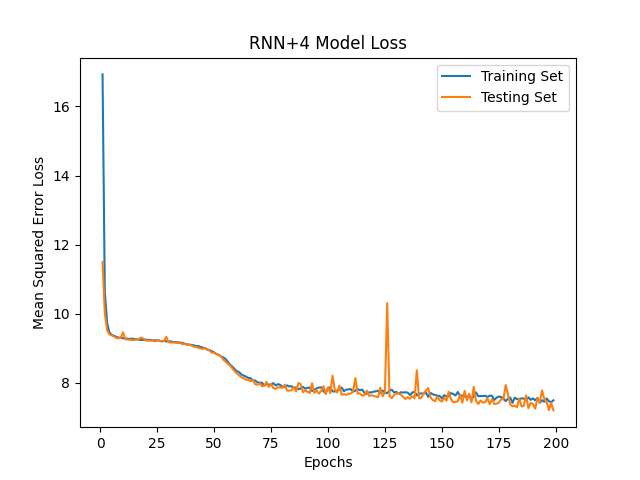 RNN+4 Model Loss
Training Set
Testing Set
Mean Squared Error Loss
16
14
12
10
8
0 25 50 75 100 125 150 175 200
Epochs